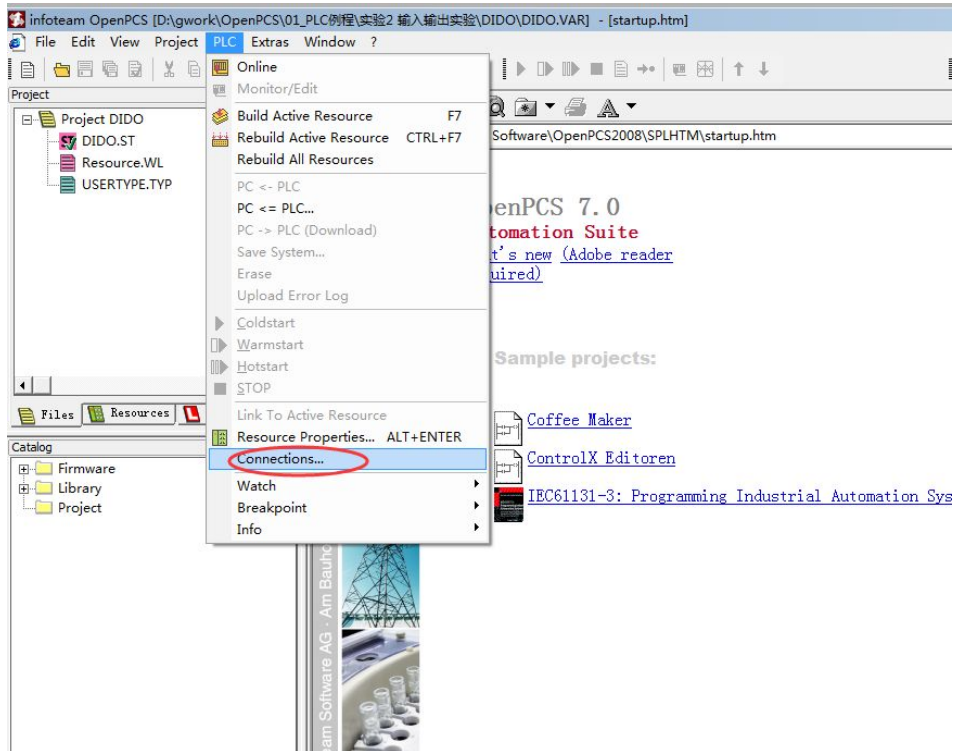 infoteam OpenPCS [D:\gwork\OpenPCS\01_PLC例程\实验2 输入输出实验\DIDO\DIDO.VAR] - [startup.htm]
File Edit View Project PLC Extras Window ?
Project
Project DIDO
DIDO.ST
Resource.WL
USERTYPE.TYP
Files Resources L
Catalog
Firmware
Library
Project
Online
Monitor/Edit
Build Active Resource F7
Rebuild Active Resource CTRL+F7
Rebuild All Resources
PC <- PLC
PC <= PLC...
PC -> PLC (Download)
Save System...
Erase
Upload Error Log
Coldstart
Warmstart
Hotstart
STOP
Link To Active Resource
Resource Properties... ALT+ENTER
Connections...
Watch
Breakpoint
Info
Software\OpenPCS2008\SPLHTM\startup.htm
enPCS 7.0
tomation Suite
t's new (Adobe reader
uired)
Sample projects:
Coffee Maker
ControlX Editoren
IEC61131-3: Programming Industrial Automation Sys
am Software AG · Am Bauho